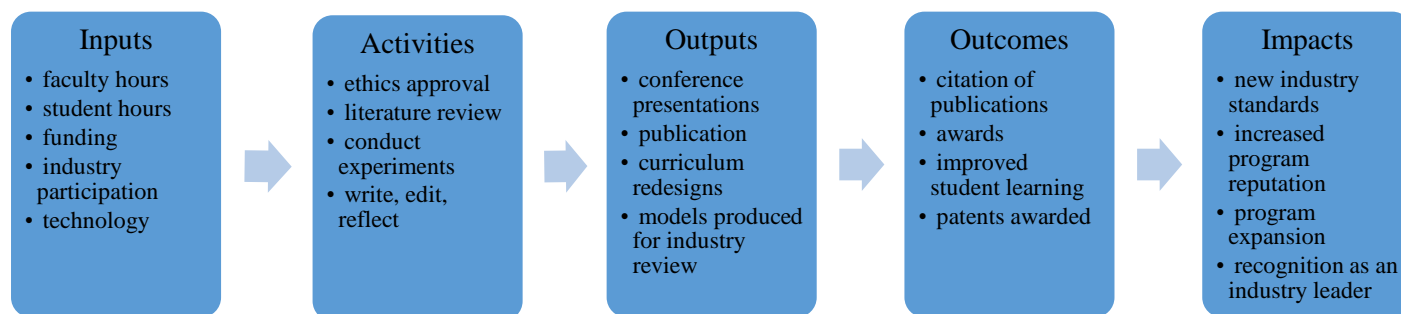 Inputs
• faculty hours
• student hours
• funding
• industry
participation
• technology
Activities
• ethics approval
• literature review
• conduct
experiments
• write, edit,
reflect
Outputs
• conference
presentations
• publication
• curriculum
redesigns
• models produced
for industry
review
Outcomes
• citation of
publications
• awards
• improved
student learning
• patents awarded
Impacts
• new industry
standards
• increased
program
reputation
• program
expansion
• recognition as an
industry leader